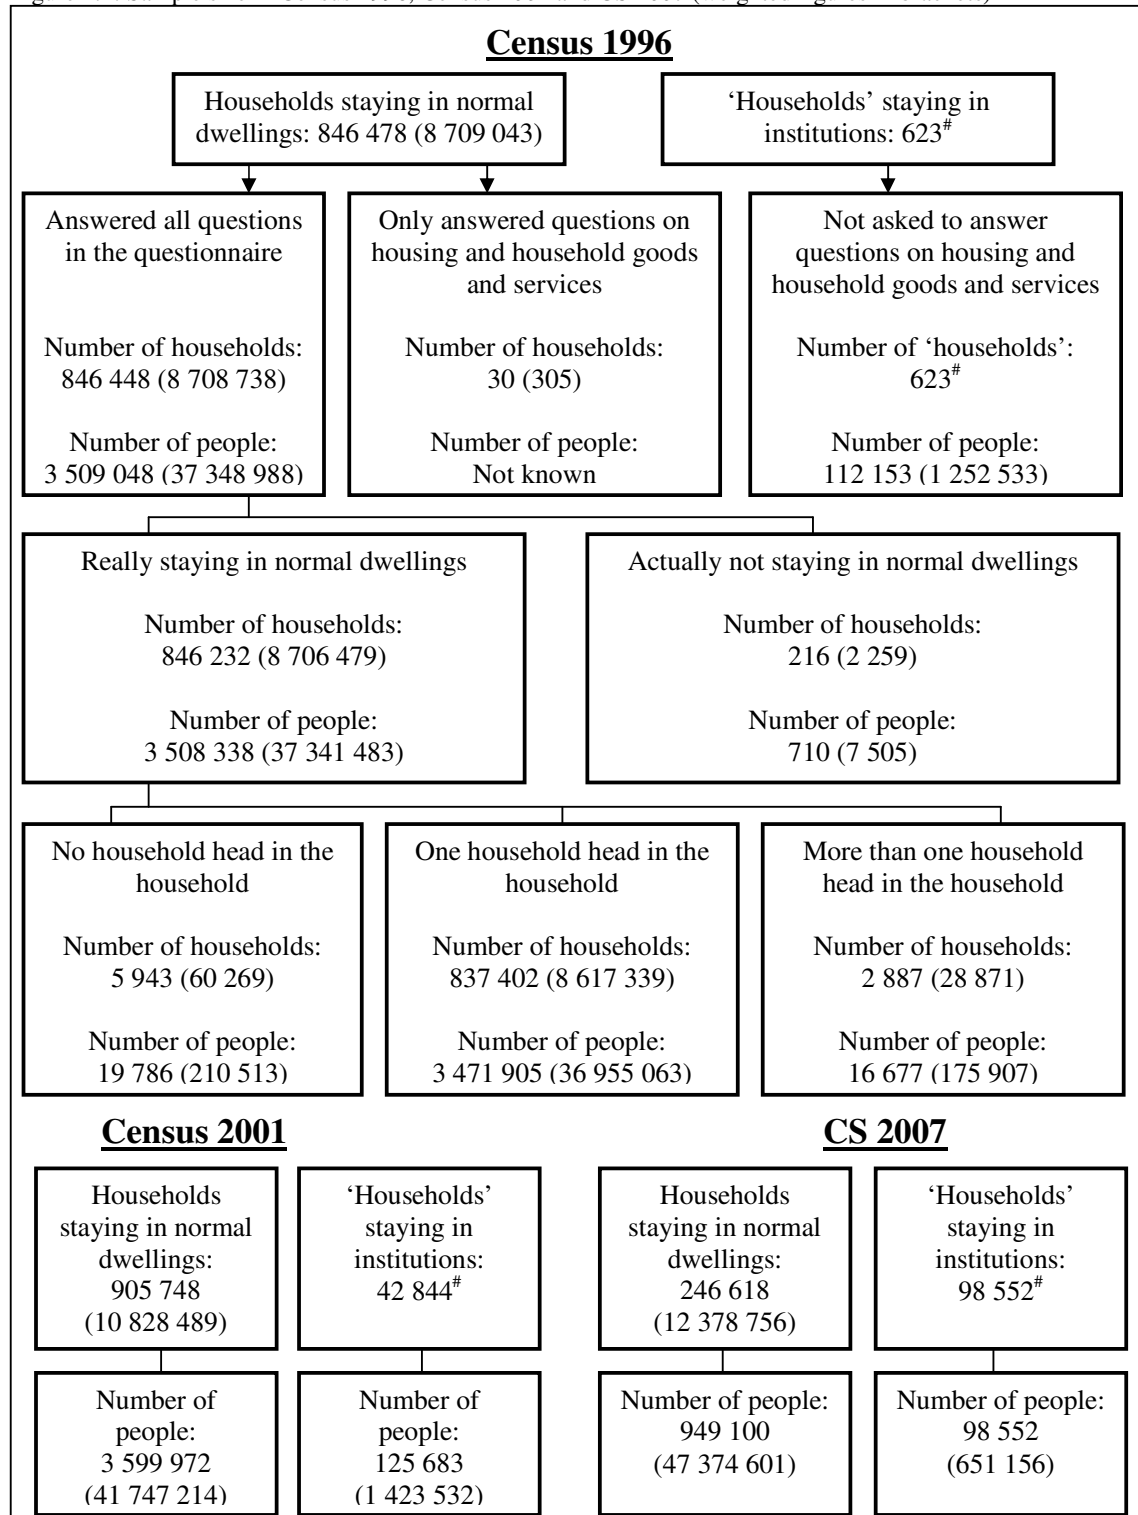 Census 1996
Households staying in normal
dwellings: 846 478 (8 709 043)
‘Households’ staying in
institutions: 623#
Answered all questions
in the questionnaire
Number of households:
846 448 (8 708 738)
Number of people:
3 509 048 (37 348 988)
Only answered questions on
housing and household goods
and services
Number of households:
30 (305)
Number of people:
Not known
Not asked to answer
questions on housing and
household goods and services
Number of ‘households’:
623#
Number of people:
112 153 (1 252 533)
Really staying in normal dwellings
Number of households:
846 232 (8 706 479)
Number of people:
3 508 338 (37 341 483)
Actually not staying in normal dwellings
Number of households:
216 (2 259)
Number of people:
710 (7 505)
No household head in the
household
Number of households:
5 943 (60 269)
Number of people:
19 786 (210 513)
One household head in the
household
Number of households:
837 402 (8 617 339)
Number of people:
3 471 905 (36 955 063)
More than one household
head in the household
Number of households:
2 887 (28 871)
Number of people:
16 677 (175 907)
Census 2001
Households
staying in normal
dwellings:
905 748
(10 828 489)
‘Households’
staying in
institutions:
42 844#
Number of
people:
3 599 972
(41 747 214)
Number of
people:
125 683
(1 423 532)
CS 2007
Households
staying in normal
dwellings:
246 618
(12 378 756)
‘Households’
staying in
institutions:
98 552#
Number of people:
949 100
(47 374 601)
Number of people:
98 552
(651 156)